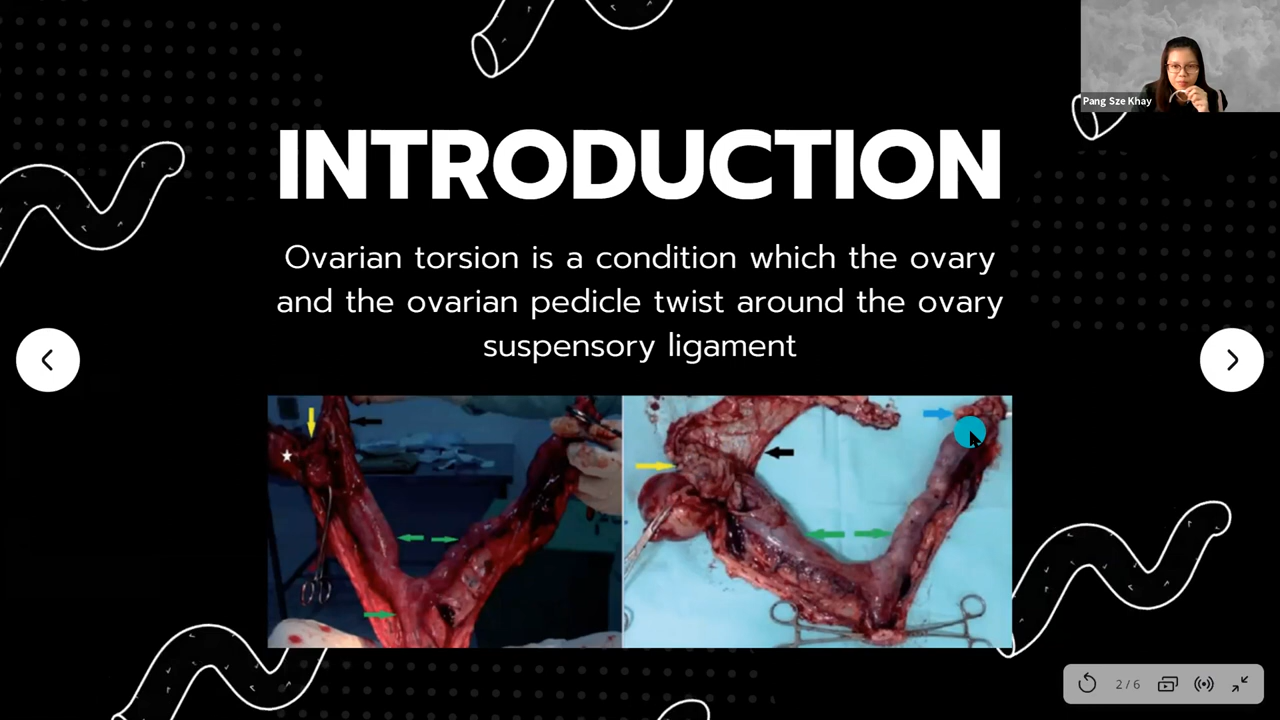 Pang Sze Khay
INTRODUCTION
Ovarian torsion is a condition which the ovary
and the ovarian pedicle twist around the ovary
suspensory ligament
2 / 6